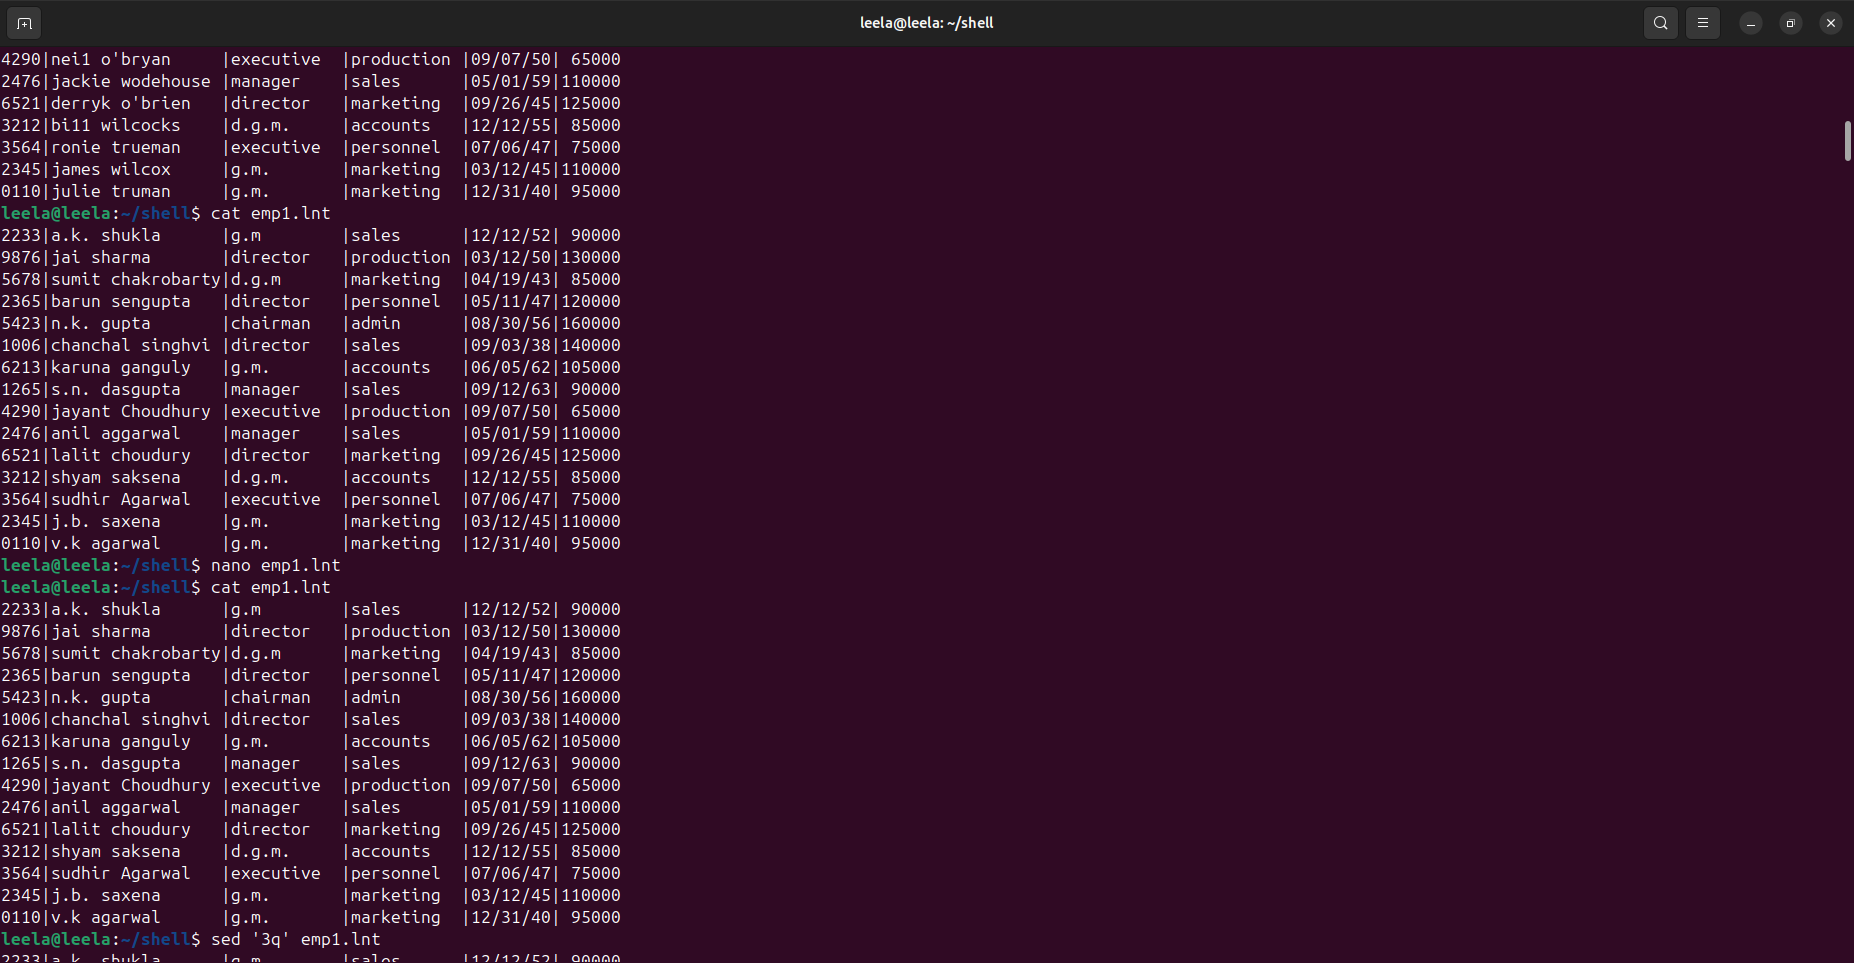 leela@leela: ~/shell
4290|nei1 o'bryan     |executive  |production |09/07/50| 65000
2476|jackie wodehouse |manager    |sales      |05/01/59|110000
6521|derryk o'brien   |director   |marketing  |09/26/45|125000
3212|bi11 wilcocks    |d.g.m.     |accounts   |12/12/55| 85000
3564|ronie trueman    |executive  |personnel  |07/06/47| 75000
2345|james wilcox     |g.m.       |marketing  |03/12/45|110000
0110|julie truman     |g.m.       |marketing  |12/31/40| 95000
leela@leela:~/shell$ cat emp1.lnt
2233|a.k. shukla      |g.m        |sales      |12/12/52| 90000
9876|jai sharma       |director   |production |03/12/50|130000
5678|sumit chakrobarty|d.g.m      |marketing  |04/19/43| 85000
2365|barun sengupta   |director   |personnel  |05/11/47|120000
5423|n.k. gupta       |chairman   |admin      |08/30/56|160000
1006|chanchal singhvi |director   |sales      |09/03/38|140000
6213|karuna ganguly   |g.m.       |accounts   |06/05/62|105000
1265|s.n. dasgupta    |manager    |sales      |09/12/63| 90000
4290|jayant Choudhury |executive  |production |09/07/50| 65000
2476|anil aggarwal    |manager    |sales      |05/01/59|110000
6521|lalit choudury   |director   |marketing  |09/26/45|125000
3212|shyam saksena    |d.g.m.     |accounts   |12/12/55| 85000
3564|sudhir Agarwal   |executive  |personnel  |07/06/47| 75000
2345|j.b. saxena      |g.m.       |marketing  |03/12/45|110000
0110|v.k agarwal      |g.m.       |marketing  |12/31/40| 95000
leela@leela:~/shell$ nano emp1.lnt
leela@leela:~/shell$ cat emp1.lnt
2233|a.k. shukla      |g.m        |sales      |12/12/52| 90000
9876|jai sharma       |director   |production |03/12/50|130000
5678|sumit chakrobarty|d.g.m      |marketing  |04/19/43| 85000
2365|barun sengupta   |director   |personnel  |05/11/47|120000
5423|n.k. gupta       |chairman   |admin      |08/30/56|160000
1006|chanchal singhvi |director   |sales      |09/03/38|140000
6213|karuna ganguly   |g.m.       |accounts   |06/05/62|105000
1265|s.n. dasgupta    |manager    |sales      |09/12/63| 90000
4290|jayant Choudhury |executive  |production |09/07/50| 65000
2476|anil aggarwal    |manager    |sales      |05/01/59|110000
6521|lalit choudury   |director   |marketing  |09/26/45|125000
3212|shyam saksena    |d.g.m.     |accounts   |12/12/55| 85000
3564|sudhir Agarwal   |executive  |personnel  |07/06/47| 75000
2345|j.b. saxena      |g.m.       |marketing  |03/12/45|110000
0110|v.k agarwal      |g.m.       |marketing  |12/31/40| 95000
leela@leela:~/shell$ sed '3q' emp1.lnt
2233|a.k. shukla      |g.m        |sales      |12/12/52| 90000